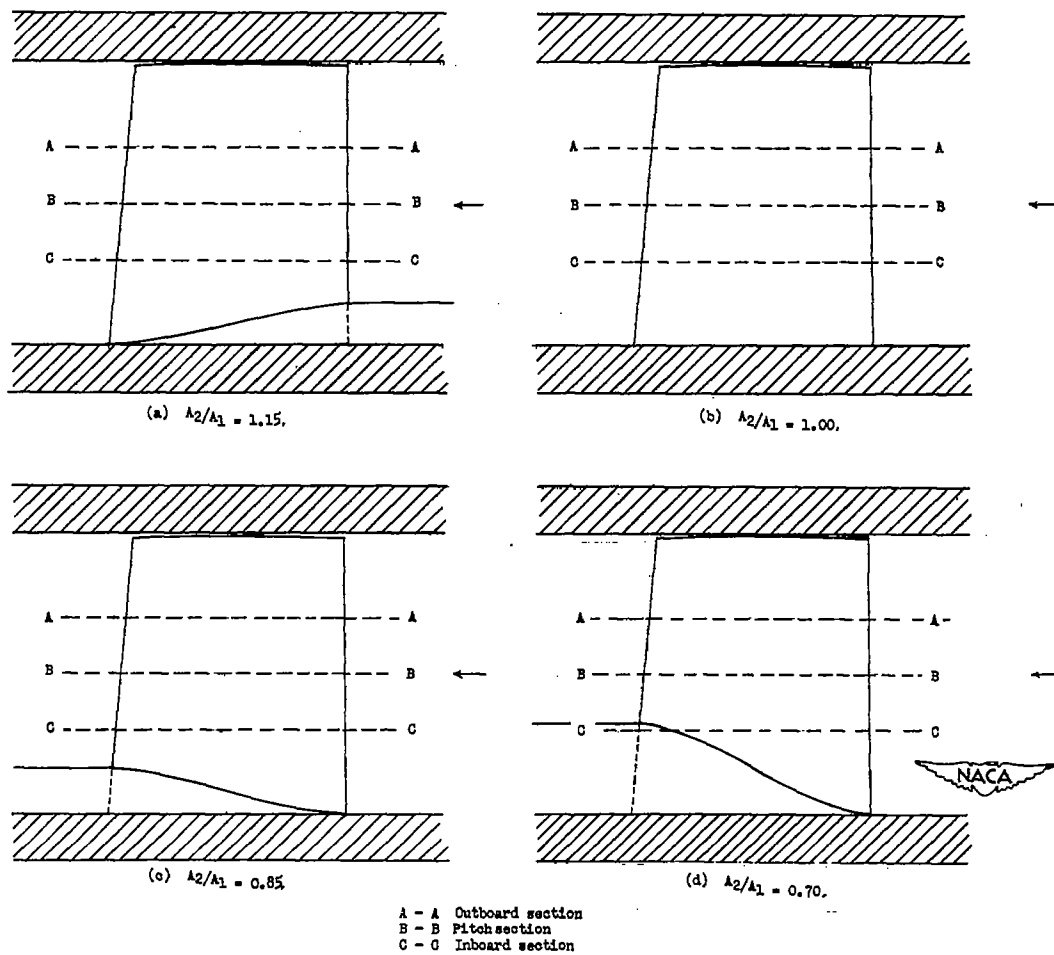 A A A A
B B B B
C C C C
(a) A2/A1 = 1.15.
(b) A2/A1 = 1.00.
A A A A-
B B B B
C C C C
NACA
(c) A2/A1 = 0.85.
(d) A2/A1 = 0.70.
A - A Outboard section
B - B Pitch section
C - C Inboard section